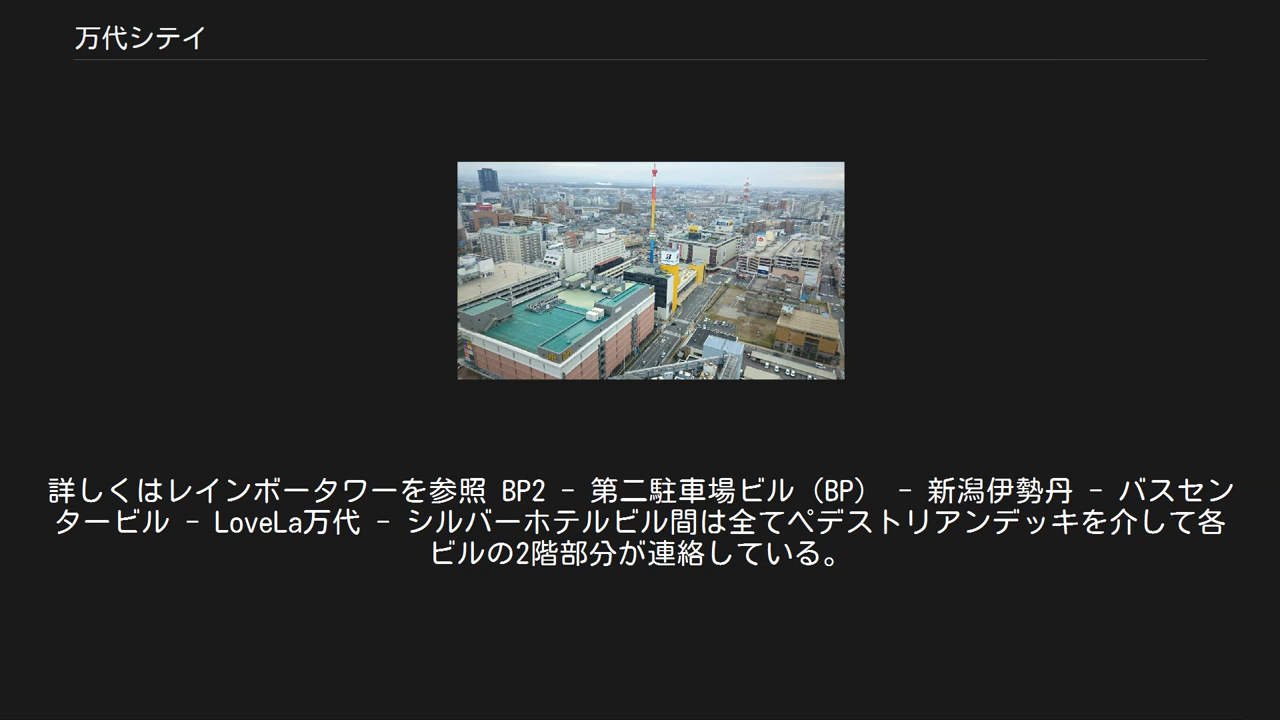 万代シテイ
詳しくはレインボータワーを参照 BP2 - 第二駐車場ビル（BP） - 新潟伊勢丹 - バスセン
タービル - LoveLa万代 - シルバーホテルビル間は全てペデストリアンデッキを介して各
ビルの2階部分が連絡している。